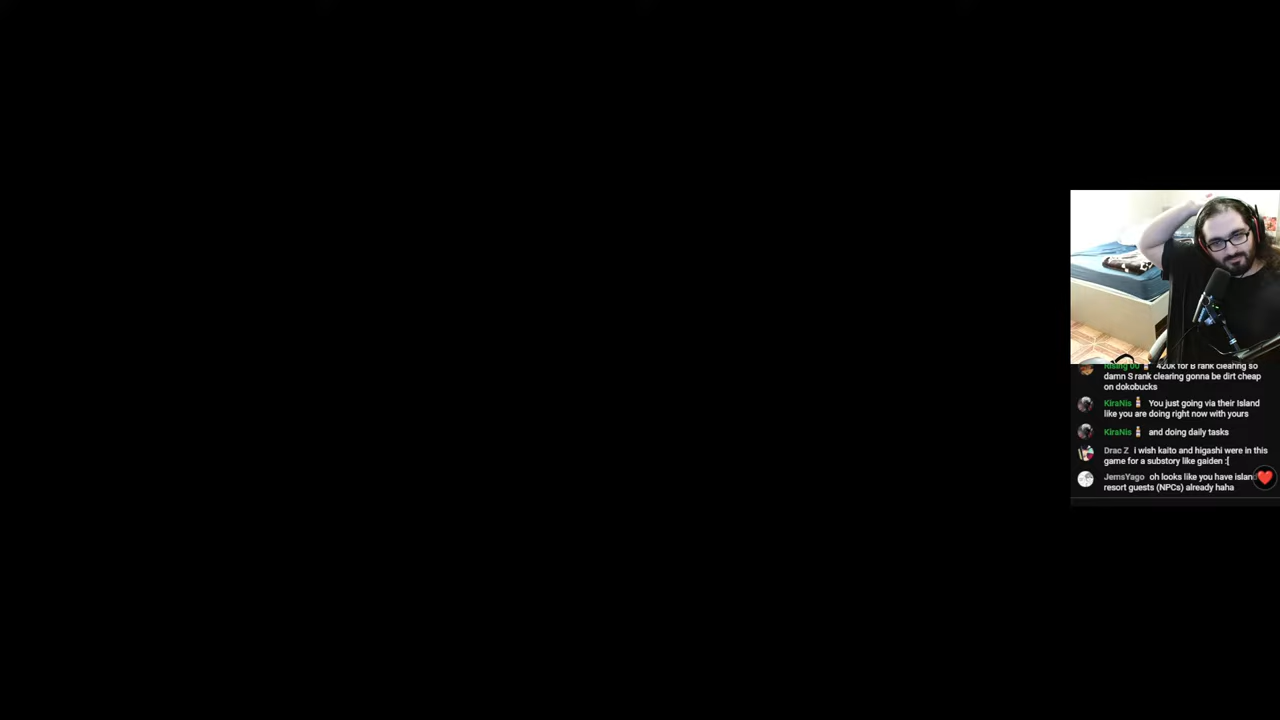 Rising 60 420k for B rank clearing so
damn S rank clearing gonna be dirt cheap
on dokobucks
KiraNis You just going via their Island
like you are doing right now with yours
KiraNis and doing daily tasks
Drac Z i wish kaito and higashi were in this
game for a substory like gaiden :[
JemsYago oh looks like you have island
resort guests (NPCs) already haha